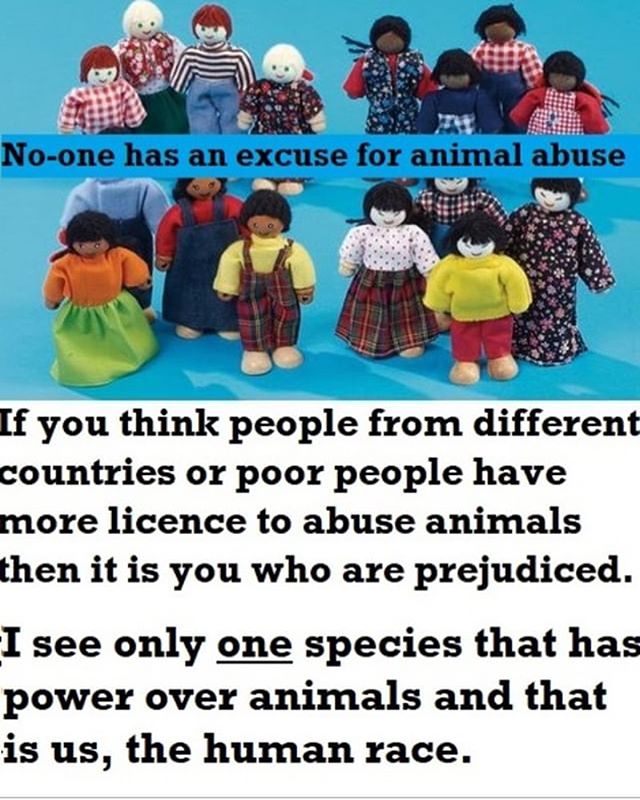 No-one has an excuse for animal abuse
If you think people from different
countries or poor people have
more licence to abuse animals
then it is you who are prejudiced.
I see only one species that has
power over animals and that
is us, the human race.